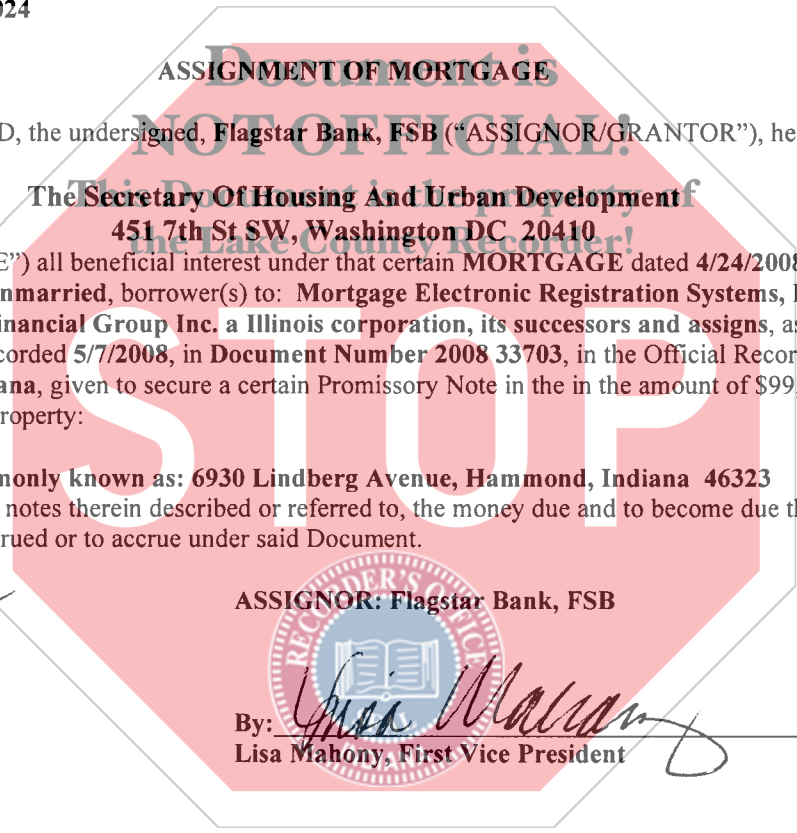 024
ASSIGNMENT OF MORTGAGE
Document is
D, the undersigned, Flagstar Bank, FSB ("ASSIGNOR/GRANTOR"), he
NOT OFFICIAL!
The Secretary Of Housing And Urban Development
This Document is the property of
451 7th St SW, Washington DC 20410
the Lake County Recorder!
E") all beneficial interest under that certain MORTGAGE dated 4/24/2008
nmarried, borrower(s) to: Mortgage Electronic Registration Systems, I
inancial Group Inc. a Illinois corporation, its successors and assigns, as
corded 5/7/2008, in Document Number 2008 33703, in the Official Recor
ana, given to secure a certain Promissory Note in the in the amount of $99,
roperty:
STOP
monly known as: 6930 Lindberg Avenue, Hammond, Indiana 46323
notes therein described or referred to, the money due and to become due th
rued or to accrue under said Document.
RECORDER'S OFFICE
ASSIGNOR: Flagstar Bank, FSB
SEAL
INDIANA
By: Lisa Mahony
Lisa Mahony, First Vice President